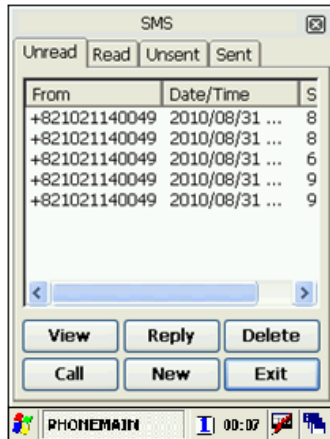 SMS
Unread Read Unsent Sent
From Date/Time S
+821021140049 2010/08/31 ... 8
+821021140049 2010/08/31 ... 8
+821021140049 2010/08/31 ... 6
+821021140049 2010/08/31 ... 9
+821021140049 2010/08/31 ... 9
View Reply Delete
Call New Exit
PHONEMAIN 00:07